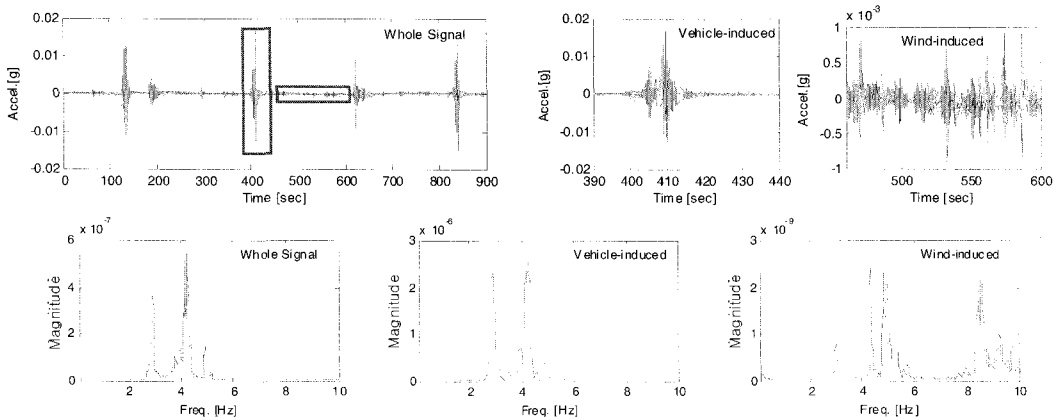 Whole Signal
Accel.[g]
0.02
0.01
0
-0.01
-0.02
0 100 200 300 400 500 600 700 800 900
Time [sec]
Vehicle-induced
Accel.[g]
0.02
0.01
0
-0.01
-0.02
390 400 410 420 430 440
Time [sec]
x 10⁻³
Wind-induced
Accel.[g]
1
0.5
0
-0.5
-1
500 550 600
Time [sec]
x 10⁻⁷
Whole Signal
Magnitude
6
4
2
0
2 4 6 8 10
Freq. [Hz]
x 10⁻⁶
Vehicle-induced
Magnitude
3
2
1
0
2 4 6 8 10
Freq. [Hz]
x 10⁻⁹
Wind-induced
Magnitude
3
2
1
0
2 4 6 8 10
Freq. [Hz]